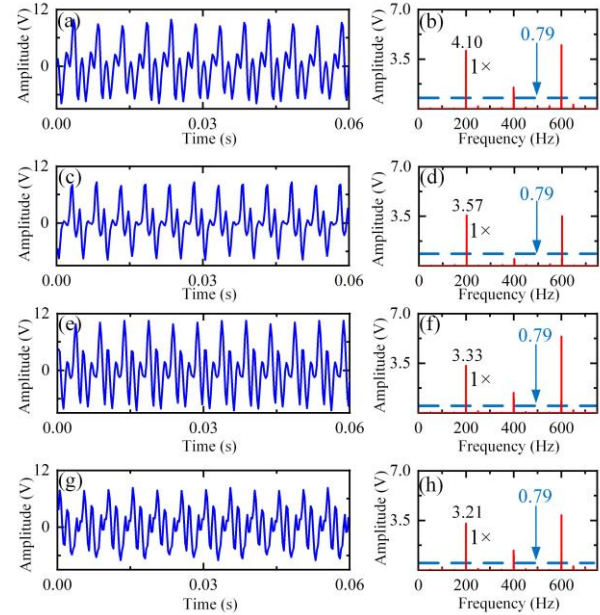 (a)
Amplitude (V)
12
0
-12
0.00 0.03 0.06
Time (s)
(b)
Amplitude (V)
7.0
3.5
4.10
1×
0.79
0 200 400 600
Frequency (Hz)
(c)
Amplitude (V)
12
0
-12
0.00 0.03 0.06
Time (s)
(d)
Amplitude (V)
7.0
3.5
3.57
1×
0.79
0 200 400 600
Frequency (Hz)
(e)
Amplitude (V)
12
0
-12
0.00 0.03 0.06
Time (s)
(f)
Amplitude (V)
7.0
3.5
3.33
1×
0.79
0 200 400 600
Frequency (Hz)
(g)
Amplitude (V)
12
0
-12
0.00 0.03 0.06
Time (s)
(h)
Amplitude (V)
7.0
3.5
3.21
1×
0.79
0 200 400 600
Frequency (Hz)